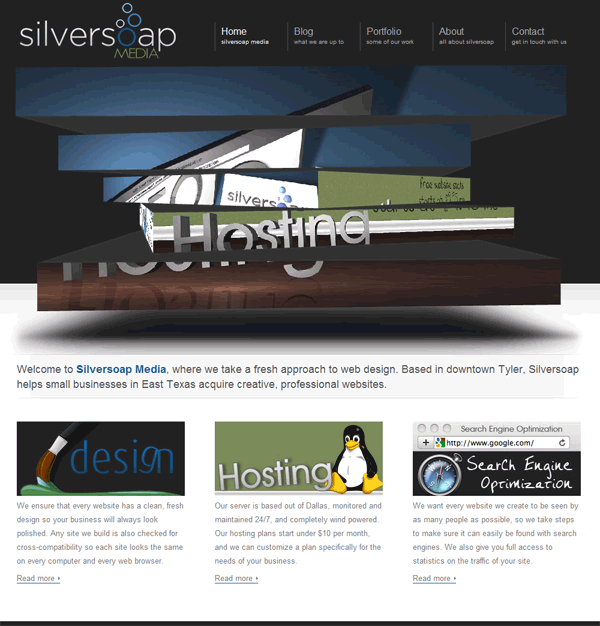 silversoap
MEDIA
Home Blog Portfolio About Contact
silversoap media what we are up to some of our work all about silversoap get in touch with us
silversoap
free website
Hosting
Welcome to Silversoap Media, where we take a fresh approach to web design. Based in downtown Tyler, Silversoap
helps small businesses in East Texas acquire creative, professional websites.
design
We ensure that every website has a clean, fresh
design so your business will always look
polished. Any site we build is also checked for
cross-compatibility so each site looks the same
on every computer and every web browser.
Read more
Hosting
Our server is based out of Dallas, monitored and
maintained 24/7, and completely wind powered.
Our hosting plans start under $10 per month,
and we can customize a plan specifically for the
needs of your business.
Read more
Search Engine Optimization
http://www.google.com/
Search Engine
Optimization
We want every website we create to be seen by
as many people as possible, so we take steps
to make sure it can easily be found with search
engines. We also give you full access to
statistics on the traffic of your site.
Read more